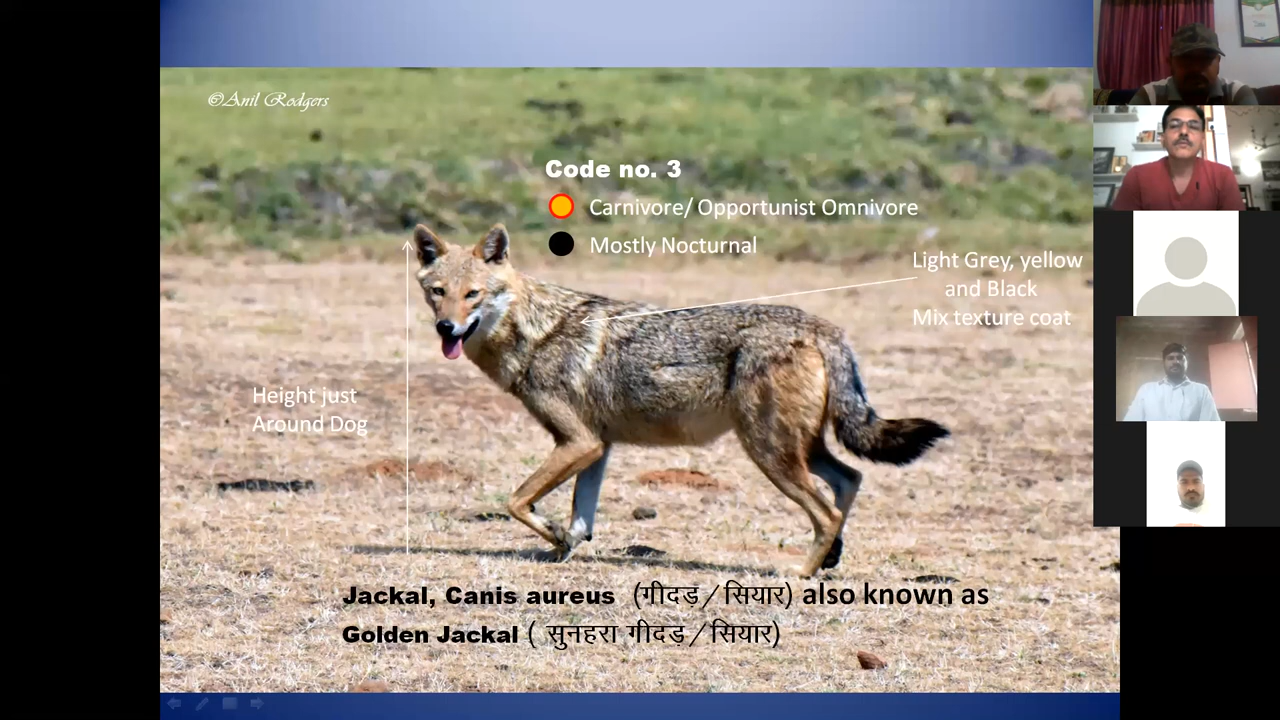 ©Anil Rodgers
Code no. 3
Carnivore/ Opportunist Omnivore
Mostly Nocturnal
Light Grey, yellow
and Black
Mix texture coat
Height just
Around Dog
Jackal, Canis aureus (गीदड़/सियार) also known as
Golden Jackal ( सुनहरा गीदड़/सियार)